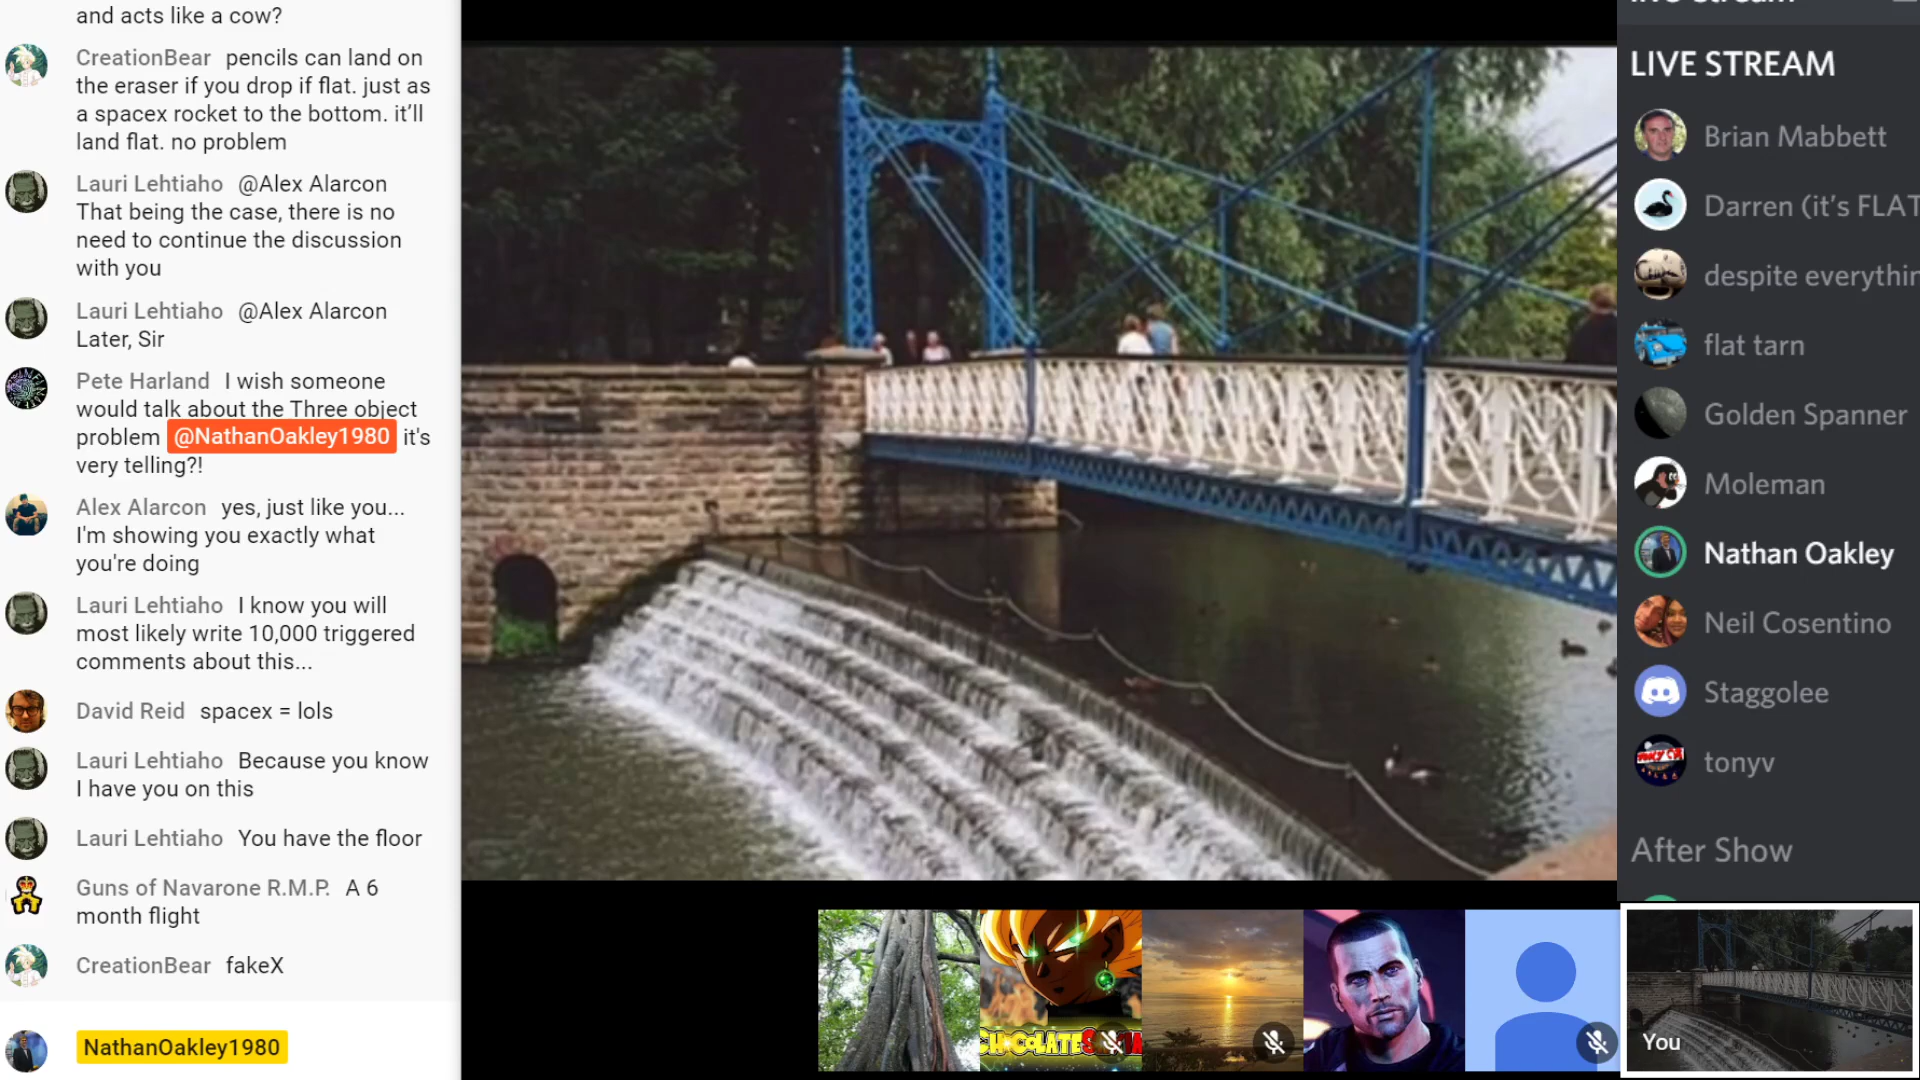 and acts like a cow?
CreationBear pencils can land on
the eraser if you drop if flat. just as
a spacex rocket to the bottom. it’ll
land flat. no problem
Lauri Lehtiaho @Alex Alarcon
That being the case, there is no
need to continue the discussion
with you
Lauri Lehtiaho @Alex Alarcon
Later, Sir
Pete Harland I wish someone
would talk about the Three object
problem @NathanOakley1980 it's
very telling?!
Alex Alarcon yes, just like you...
I'm showing you exactly what
you're doing
Lauri Lehtiaho I know you will
most likely write 10,000 triggered
comments about this...
David Reid spacex = lols
Lauri Lehtiaho Because you know
I have you on this
Lauri Lehtiaho You have the floor
Guns of Navarone R.M.P. A 6
month flight
CreationBear fakeX
NathanOakley1980
LIVE STREAM
Brian Mabbett
Darren (it's FLAT
despite everythin
flat tarn
Golden Spanner
Moleman
Nathan Oakley
Neil Cosentino
Staggolee
tonyv
After Show
You